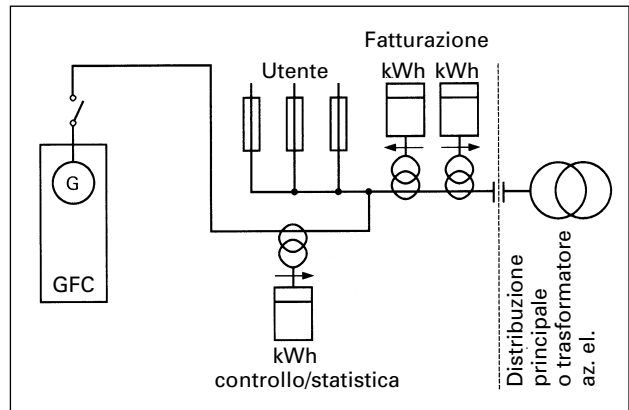 Fatturazione
Utente
kWh kWh
G
GFC
kWh
controllo/statistica
Distribuzione
principale
o trasformatore
az. el.